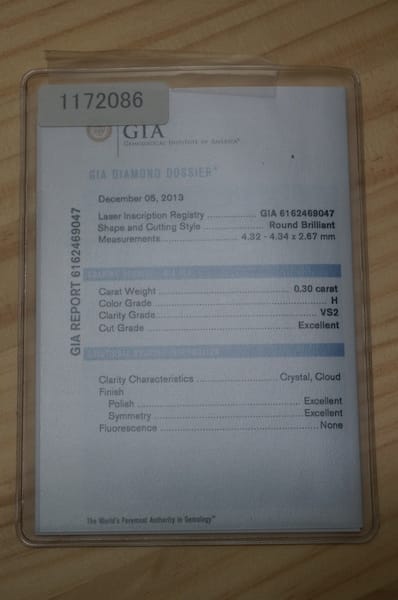 1172086
GIA
GEMOLOGICAL INSTITUTE OF AMERICA®
GIA DIAMOND DOSSIER®
December 05, 2013
Laser Inscription Registry GIA 6162469047
Shape and Cutting Style Round Brilliant
Measurements 4.32 - 4.34 x 2.67 mm
GIA REPORT 6162469047
Carat Weight 0.30 carat
Color Grade H
Clarity Grade VS2
Cut Grade Excellent
Clarity Characteristics Crystal, Cloud
Finish
Polish Excellent
Symmetry Excellent
Fluorescence None
The World's Foremost Authority in Gemology™